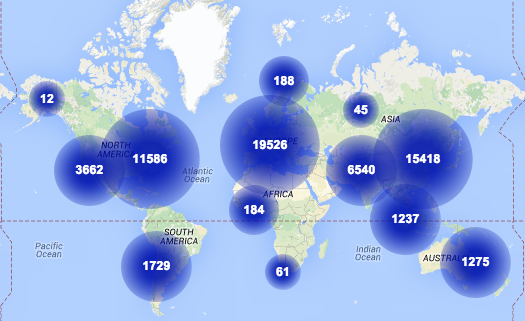 188
12
45
ASIA
NORTH
AMERICA
19526
11586
15418
3662
6540
Atlantic
Ocean
AFRICA
184
1237
SOUTH
AMERICA
Pacific
Ocean
Indian
Ocean
1729
61
1275